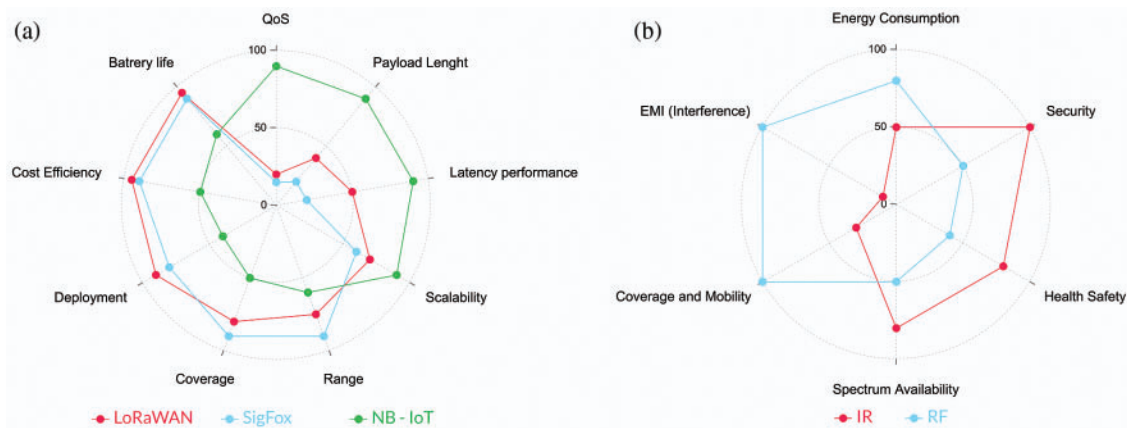 (a)
QoS
100
Batrery life
Payload Lenght
50
Cost Efficiency
Latency performance
0
Deployment
Scalability
Coverage
Range
LoRaWAN
SigFox
NB - IoT
(b)
Energy Consumption
100
EMI (Interference)
Security
50
0
Coverage and Mobility
Health Safety
Spectrum Availability
IR
RF